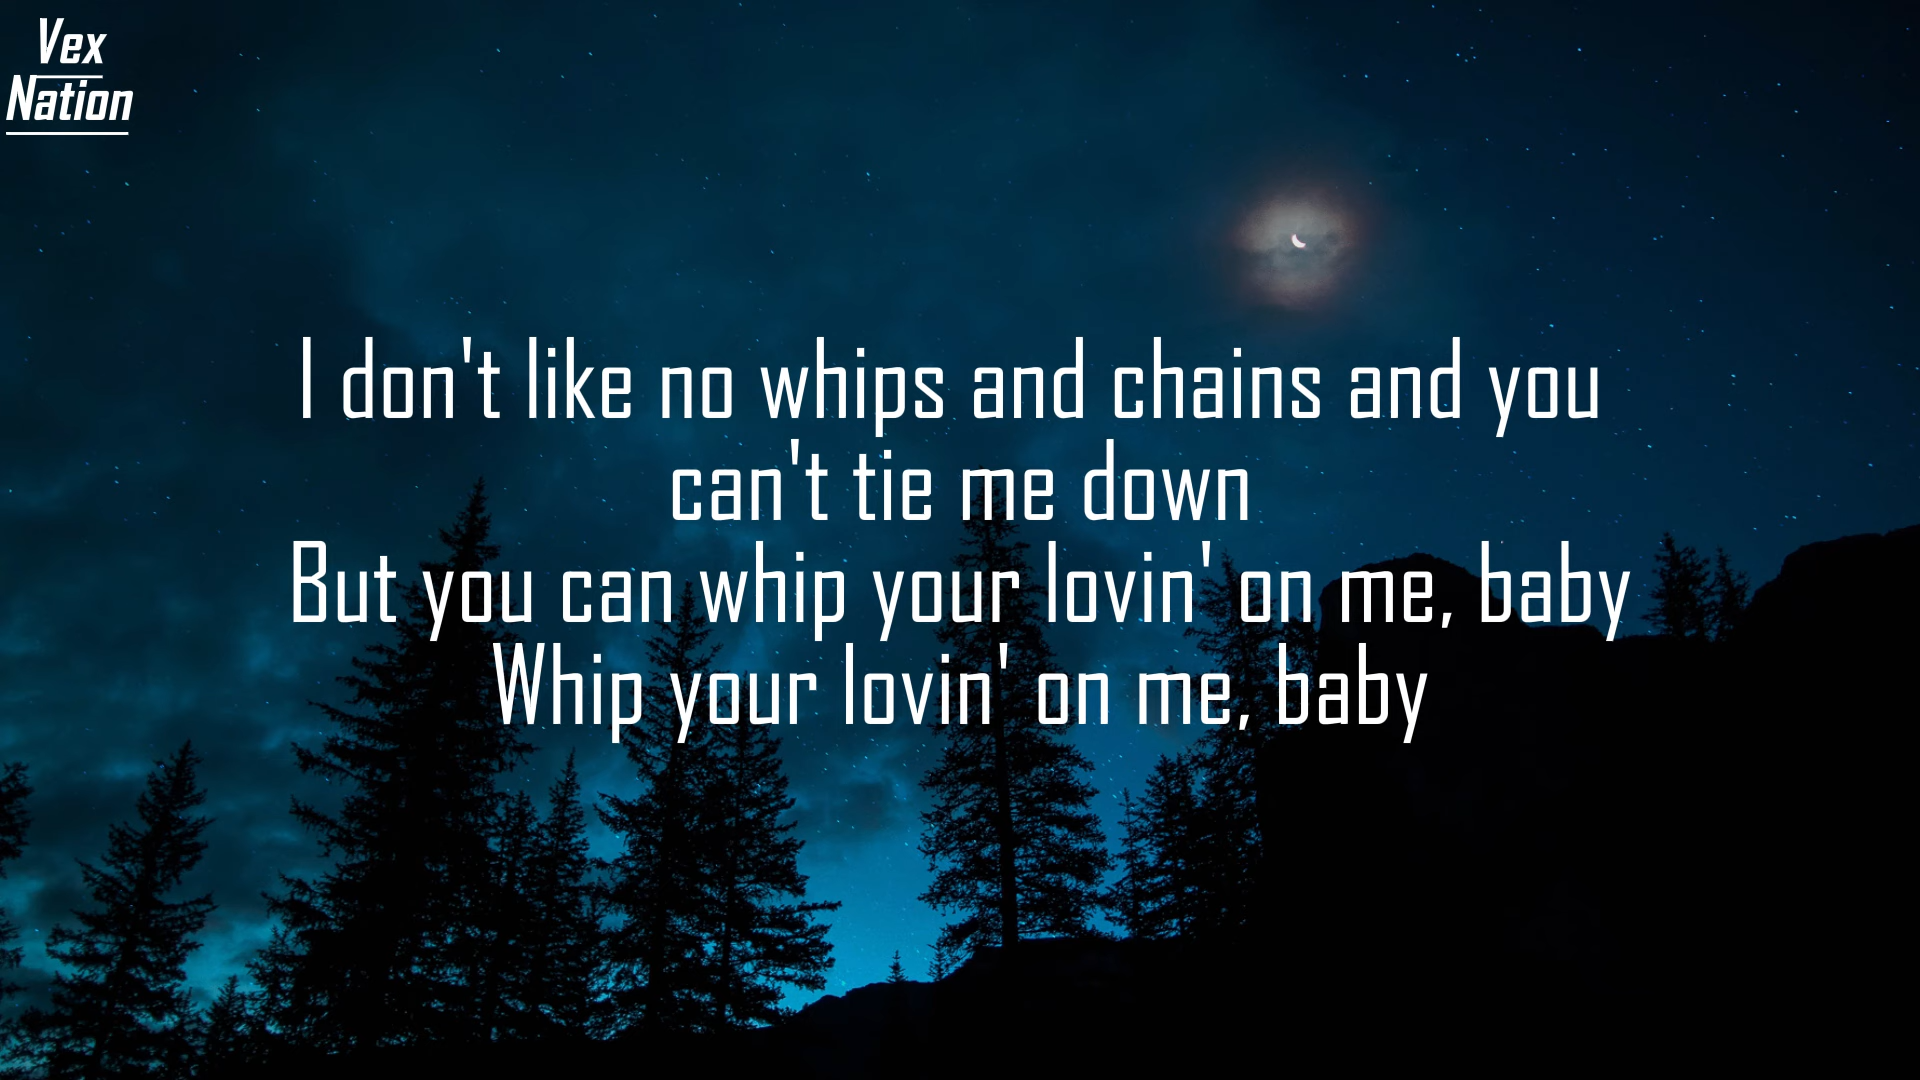 Vex
Nation
I don't like no whips and chains and you
can't tie me down
But you can whip your lovin' on me, baby
Whip your lovin' on me, baby